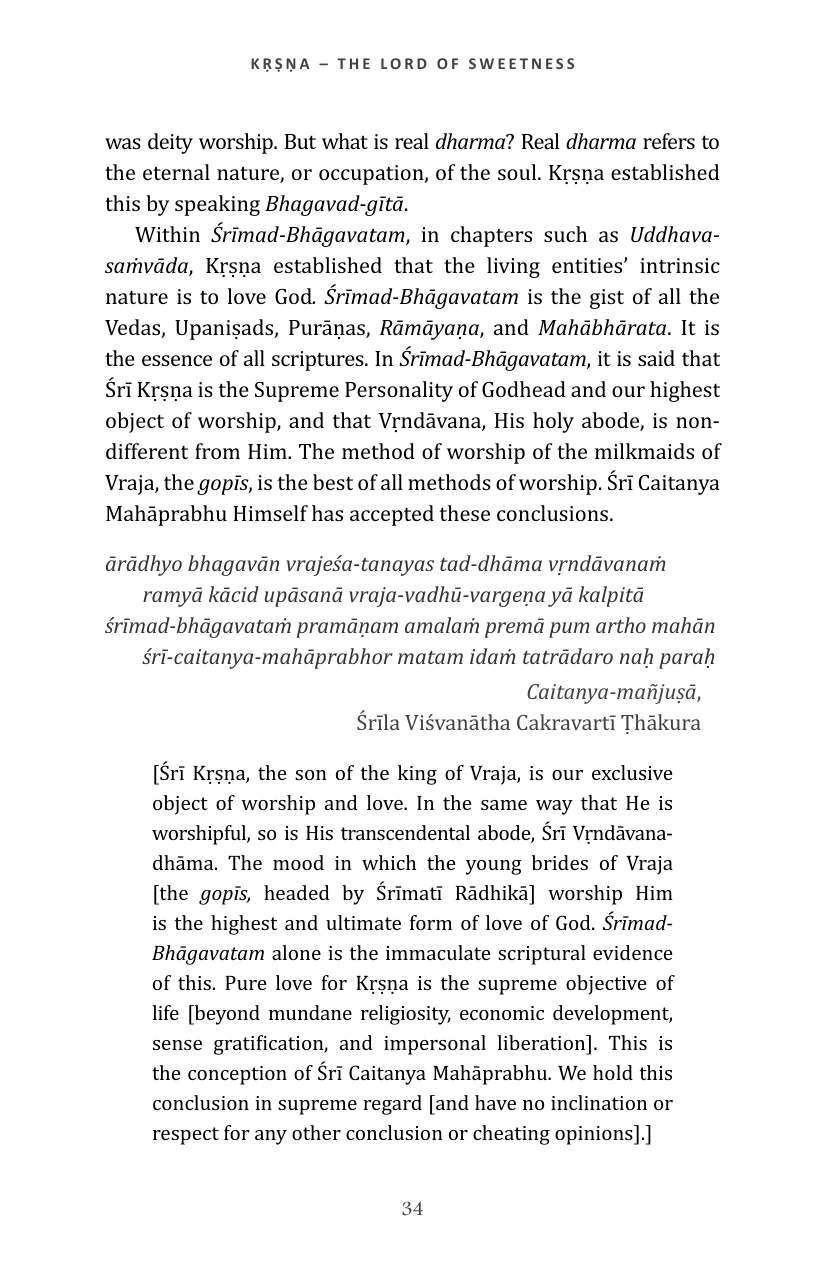 KṚṢṆA – THE LORD OF SWEETNESS
was deity worship. But what is real dharma? Real dharma refers to
the eternal nature, or occupation, of the soul. Kṛṣṇa established
this by speaking Bhagavad-gītā.
Within Śrīmad-Bhāgavatam, in chapters such as Uddhava-
saṁvāda, Kṛṣṇa established that the living entities’ intrinsic
nature is to love God. Śrīmad-Bhāgavatam is the gist of all the
Vedas, Upaniṣads, Purāṇas, Rāmāyaṇa, and Mahābhārata. It is
the essence of all scriptures. In Śrīmad-Bhāgavatam, it is said that
Śrī Kṛṣṇa is the Supreme Personality of Godhead and our highest
object of worship, and that Vṛndāvana, His holy abode, is non-
different from Him. The method of worship of the milkmaids of
Vraja, the gopīs, is the best of all methods of worship. Śrī Caitanya
Mahāprabhu Himself has accepted these conclusions.
ārādhyo bhagavān vrajeśa-tanayas tad-dhāma vṛndāvanaṁ
ramyā kācid upāsanā vraja-vadhū-vargeṇa yā kalpitā
śrīmad-bhāgavataṁ pramāṇam amalaṁ premā pum artho mahān
śrī-caitanya-mahāprabhor matam idaṁ tatrādaro naḥ paraḥ
Caitanya-mañjuṣā,
Śrīla Viśvanātha Cakravartī Ṭhākura
[Śrī Kṛṣṇa, the son of the king of Vraja, is our exclusive
object of worship and love. In the same way that He is
worshipful, so is His transcendental abode, Śrī Vṛndāvana-
dhāma. The mood in which the young brides of Vraja
[the gopīs, headed by Śrīmatī Rādhikā] worship Him
is the highest and ultimate form of love of God. Śrīmad-
Bhāgavatam alone is the immaculate scriptural evidence
of this. Pure love for Kṛṣṇa is the supreme objective of
life [beyond mundane religiosity, economic development,
sense gratification, and impersonal liberation]. This is
the conception of Śrī Caitanya Mahāprabhu. We hold this
conclusion in supreme regard [and have no inclination or
respect for any other conclusion or cheating opinions].]
34